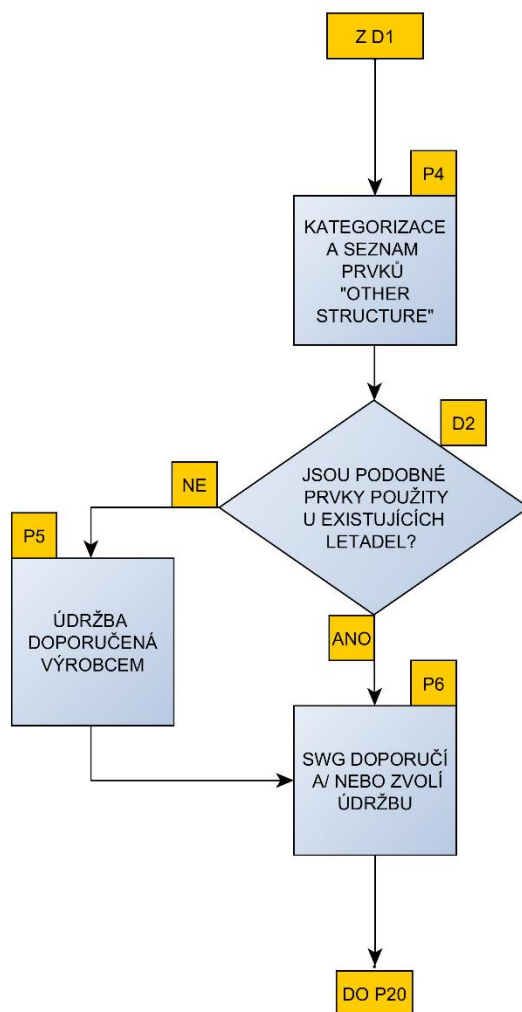 Z D1
P4
KATEGORIZACE
A SEZNAM
PRVKŮ
"OTHER
STRUCTURE"
D2
JSOU PODOBNÉ
PRVKY POUŽITY
U EXISTUJÍCÍCH
LETADEL?
NE
P5
ÚDRŽBA
DOPORUČENÁ
VÝROBCEM
ANO
P6
SWG DOPORUČÍ
A/ NEBO ZVOLÍ
ÚDRŽBU
DO P20